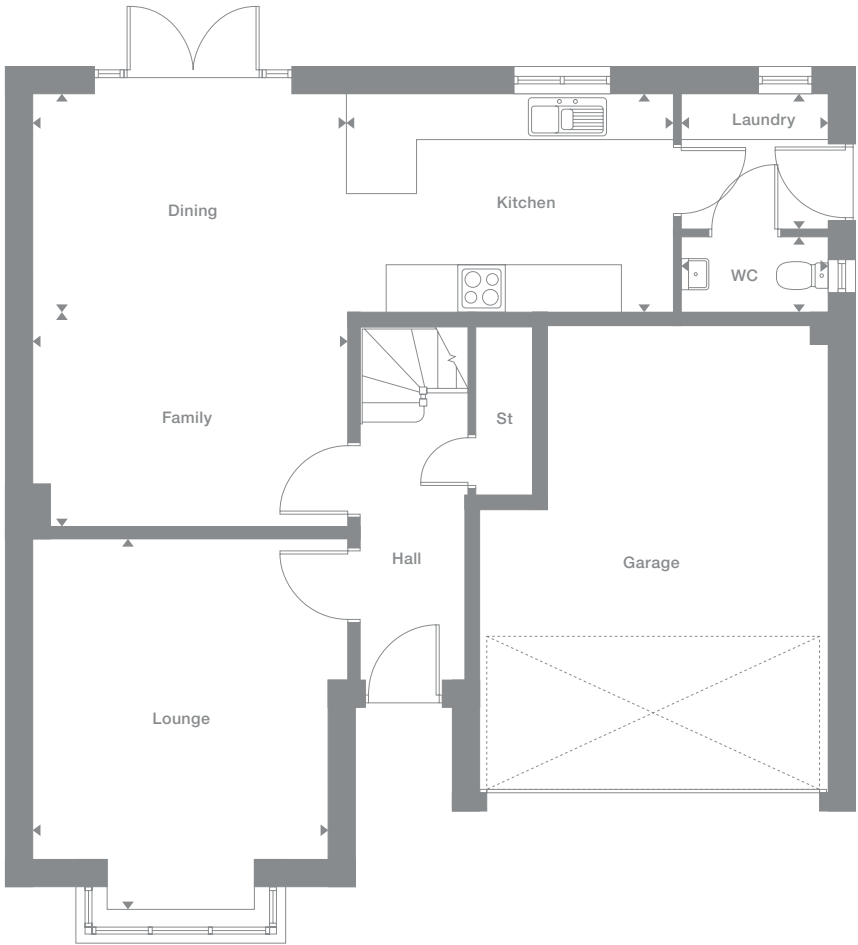 Laundry
Dining
Kitchen
WC
Family
St
Hall
Garage
Lounge